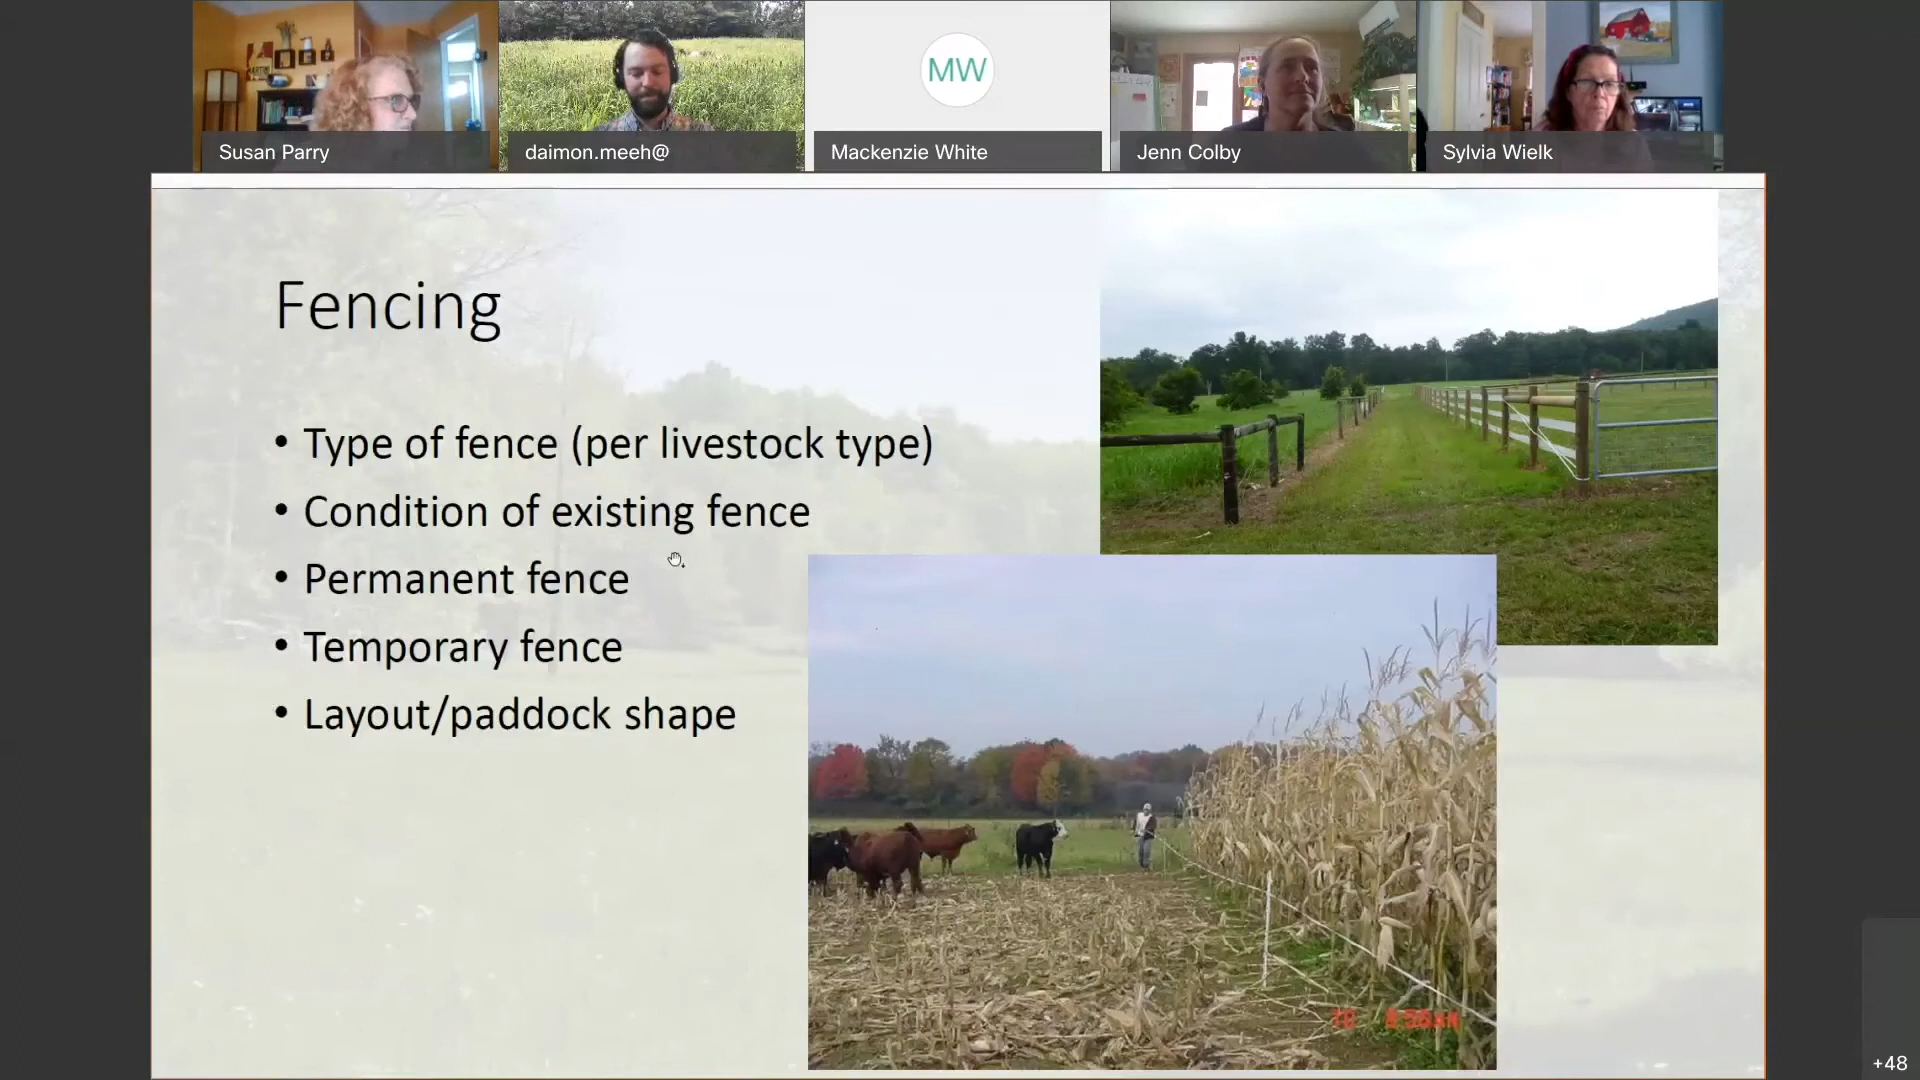 MW
Susan Parry
daimon.meeh@
Mackenzie White
Jenn Colby
Sylvia Wielk
Fencing
• Type of fence (per livestock type)
• Condition of existing fence
• Permanent fence
• Temporary fence
• Layout/paddock shape
+48